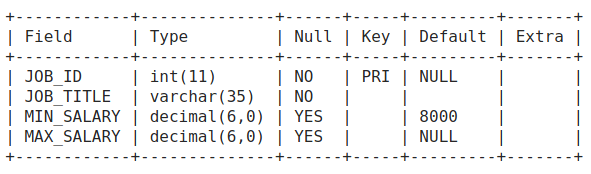 +------------+--------------+------+-----+---------+-------+
| Field      | Type         | Null | Key | Default | Extra |
+------------+--------------+------+-----+---------+-------+
| JOB_ID     | int(11)      | NO   | PRI | NULL    |       |
| JOB_TITLE  | varchar(35)  | NO   |     |         |       |
| MIN_SALARY | decimal(6,0) | YES  |     | 8000    |       |
| MAX_SALARY | decimal(6,0) | YES  |     | NULL    |       |
+------------+--------------+------+-----+---------+-------+